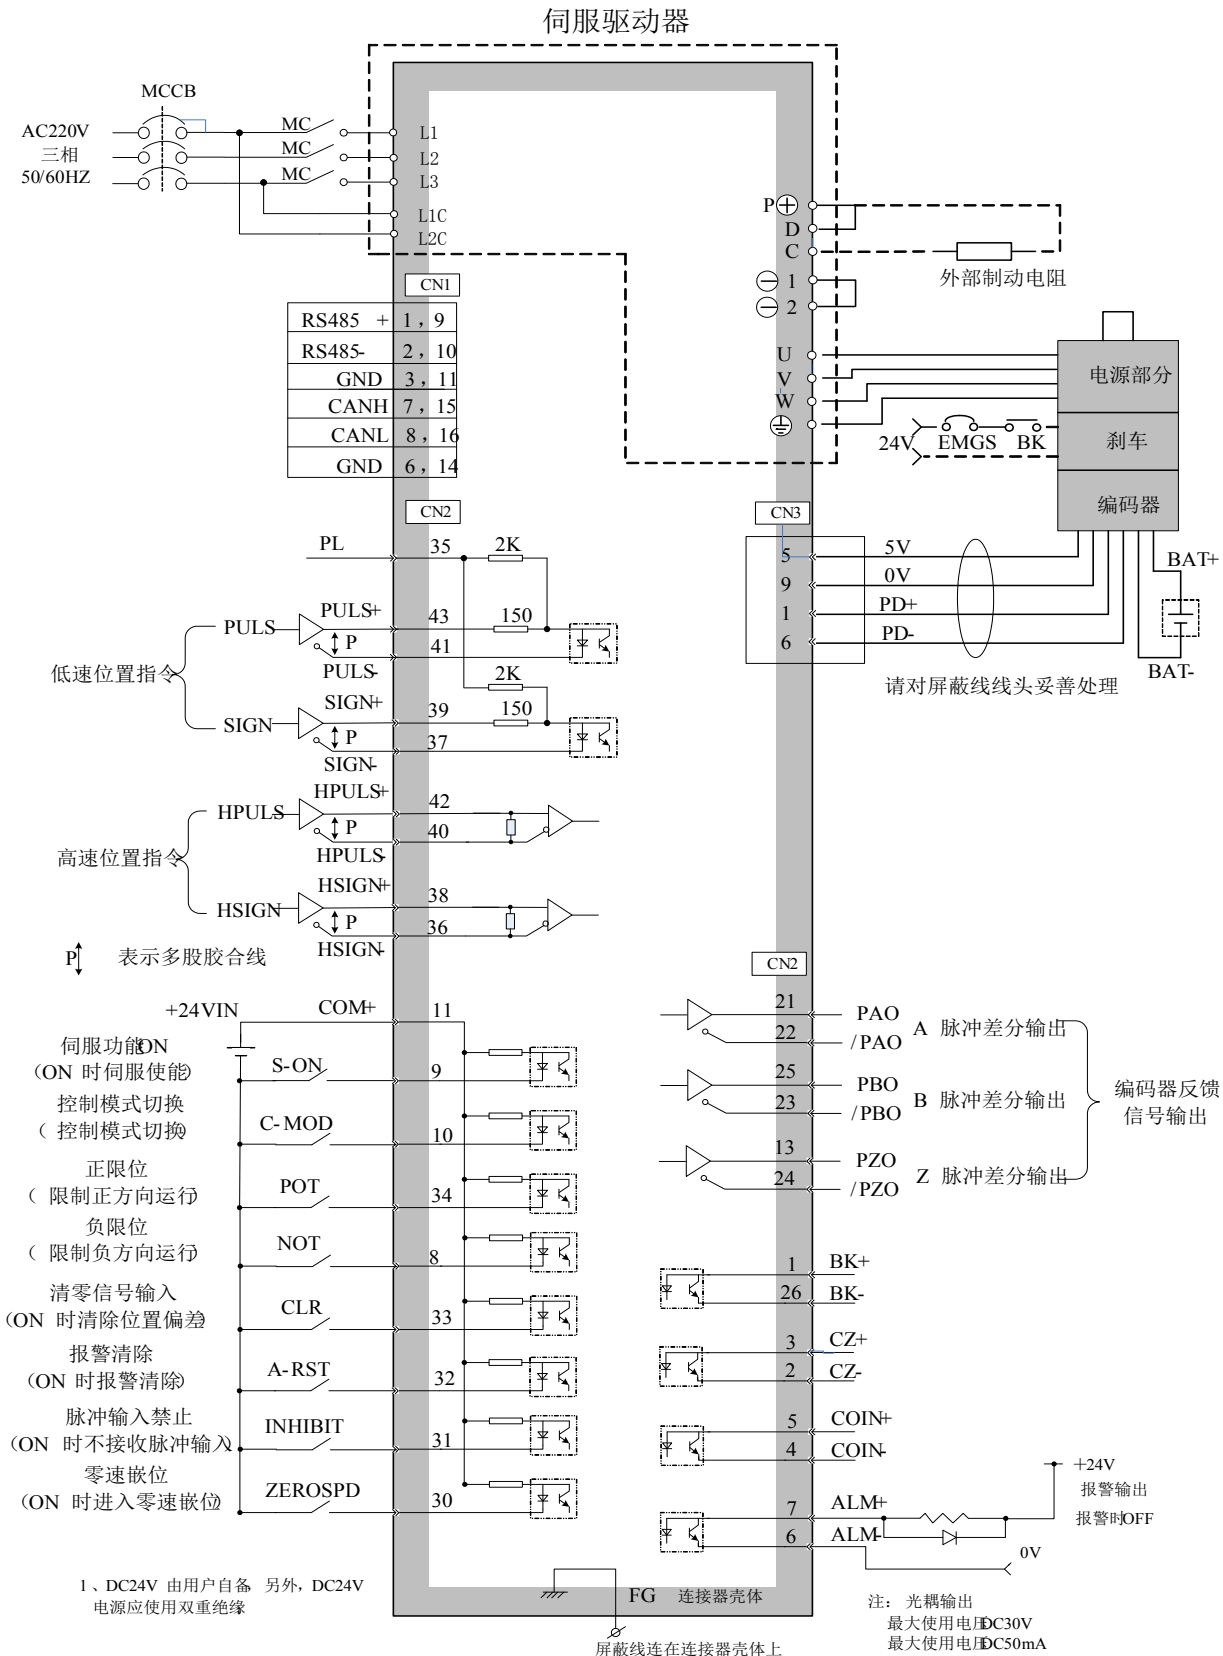 伺服驱动器
MCCB
AC220V
三相
50/60HZ
MC
MC
MC
L1
L2
L3
L1C
L2C
P
D
C
1
2
外部制动电阻
U
V
W
电源部分
24V EMGS BK
刹车
编码器
CN1
RS485 + 1，9
RS485- 2，10
GND 3，11
CANH 7，15
CANL 8，16
GND 6，14
CN2
CN3
PL 35 2K
5 5V
9 0V
1 PD+
6 PD-
BAT+
BAT-
请对屏蔽线线头妥善处理
低速位置指令
PULS PULS+ 43 150
P 41
PULS-
2K
SIGN SIGN+ 39 150
P 37
SIGN-
高速位置指令
HPULS HPULS+ 42
P 40
HPULS-
HSIGN HSIGN+ 38
P 36
HSIGN-
P 表示多股胶合线
CN2
+24VIN COM+ 11
伺服功能ON
（ON 时伺服使能）
S-ON 9
控制模式切换
（ 控制模式切换）
C-MOD 10
正限位
（ 限制正方向运行）
POT 34
负限位
（ 限制负方向运行）
NOT 8
清零信号输入
（ON 时清除位置偏差）
CLR 33
报警清除
（ON 时报警清除）
A-RST 32
脉冲输入禁止
（ON 时不接收脉冲输入）
INHIBIT 31
零速嵌位
（ON 时进入零速嵌位）
ZEROSPD 30
21 PAO
22 /PAO
A 脉冲差分输出
25 PBO
23 /PBO
B 脉冲差分输出
13 PZO
24 /PZO
Z 脉冲差分输出
编码器反馈
信号输出
1 BK+
26 BK-
3 CZ+
2 CZ-
5 COIN+
4 COIN-
7 ALM+
6 ALM-
+24V
报警输出
报警时OFF
0V
1、DC24V 由用户自备，另外，DC24V
电源应使用双重绝缘
FG 连接器壳体
屏蔽线连在连接器壳体上
注： 光耦输出
最大使用电压DC30V
最大使用电压DC50mA